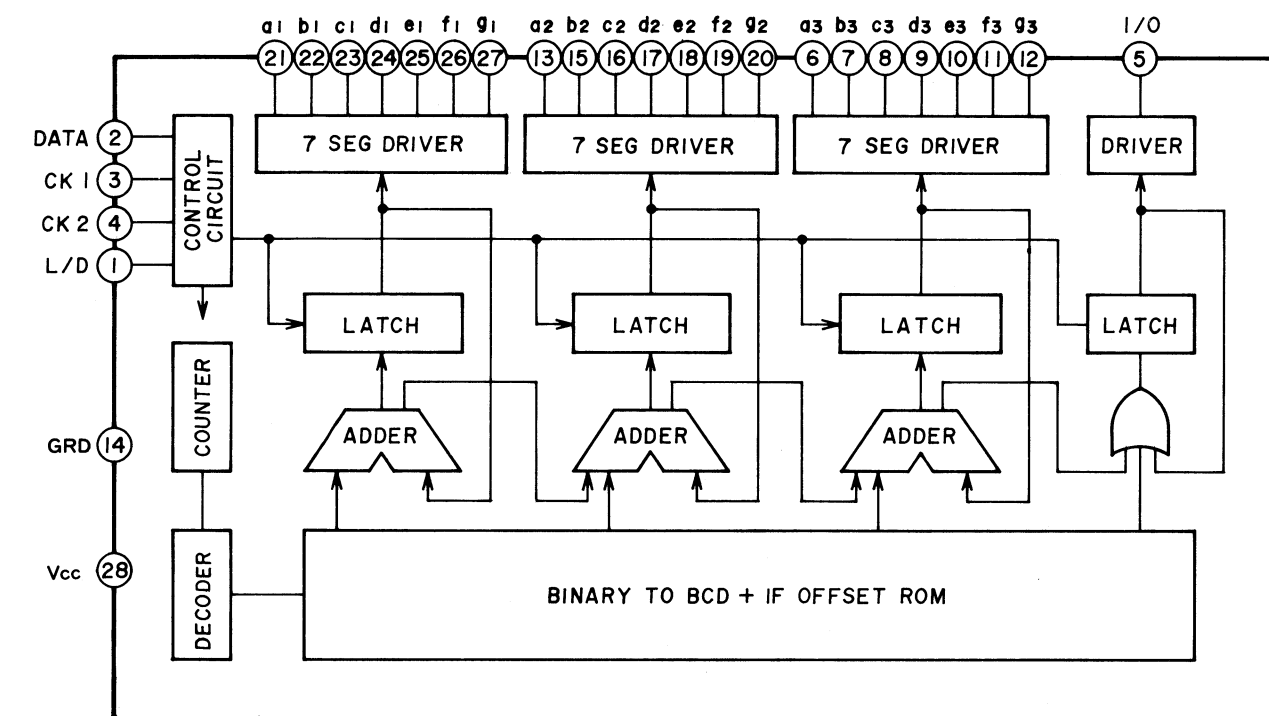 a1 b1 c1 d1 e1 f1 g1 a2 b2 c2 d2 e2 f2 g2 a3 b3 c3 d3 e3 f3 g3 I/O
21 22 23 24 25 26 27 13 15 16 17 18 19 20 6 7 8 9 10 11 12 5
DATA 2
CK 1 3
CK 2 4
L/D 1
CONTROL
CIRCUIT
7 SEG DRIVER 7 SEG DRIVER 7 SEG DRIVER DRIVER
LATCH LATCH LATCH LATCH
COUNTER
ADDER ADDER ADDER
GRD 14
Vcc 28
DECODER
BINARY TO BCD + IF OFFSET ROM